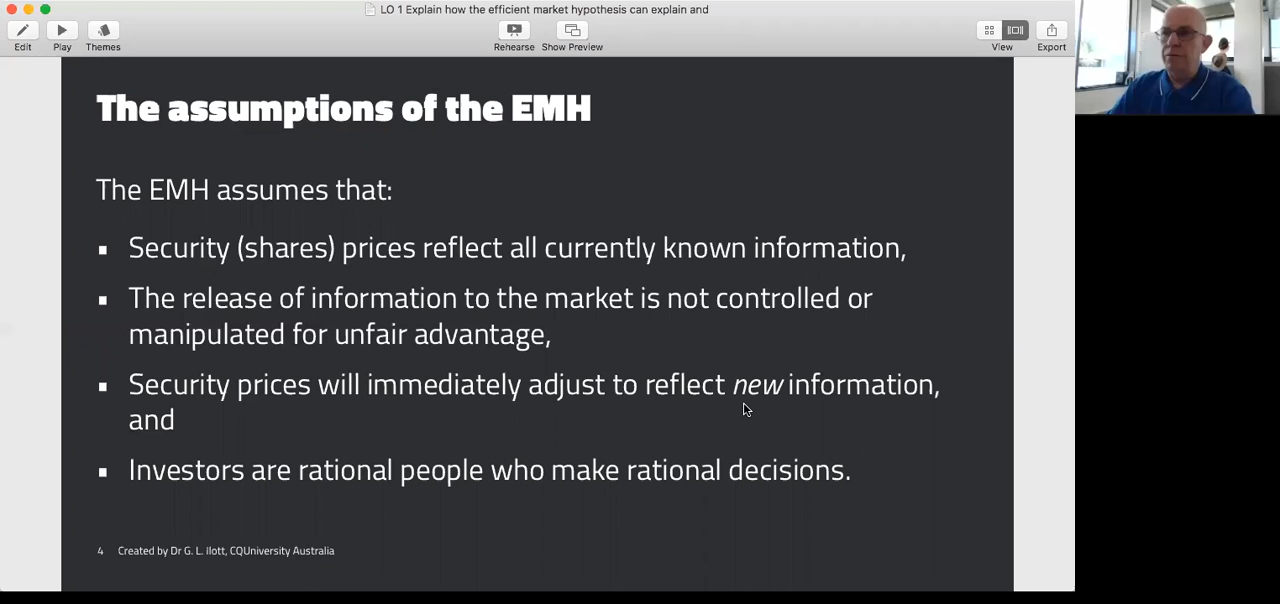 LO 1 Explain how the efficient market hypothesis can explain and
Edit
Play
Themes
Rehearse
Show Preview
View
Export
The assumptions of the EMH
The EMH assumes that:
▪ Security (shares) prices reflect all currently known information,
▪ The release of information to the market is not controlled or
manipulated for unfair advantage,
▪ Security prices will immediately adjust to reflect new information,
and
▪ Investors are rational people who make rational decisions.
4 Created by Dr G. L. Ilott, CQUniversity Australia